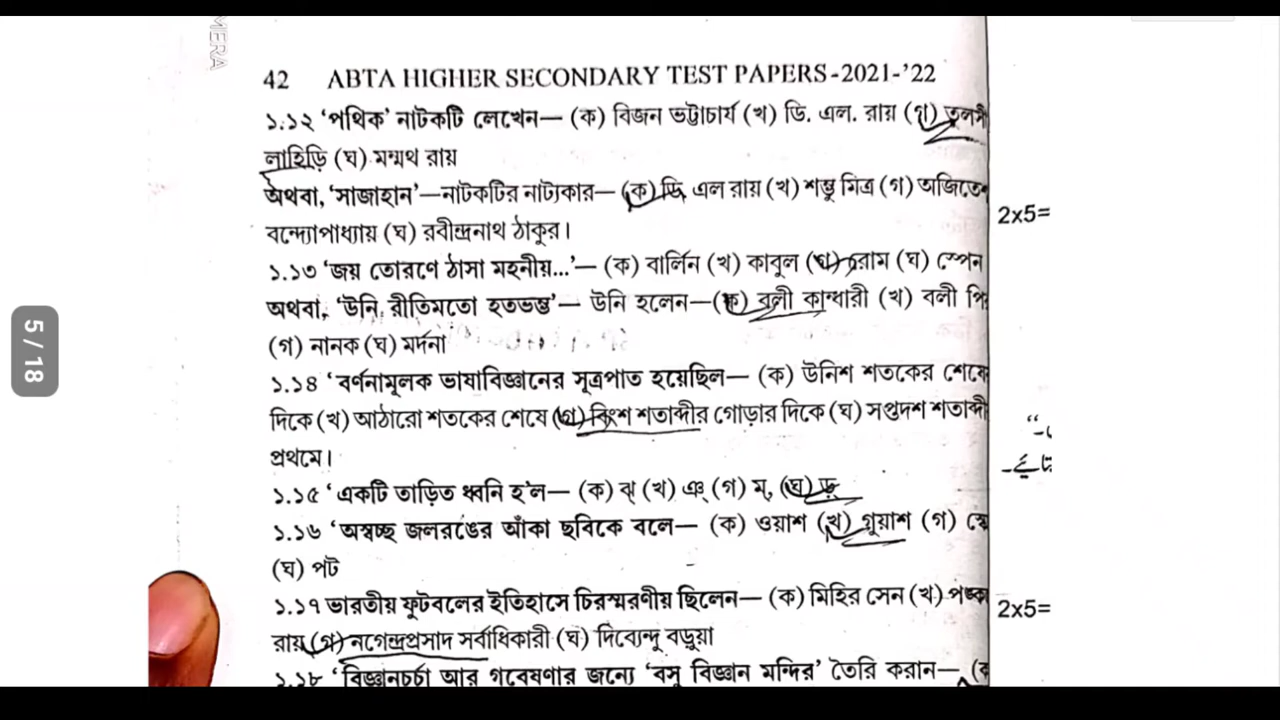 MERA
42 ABTA HIGHER SECONDARY TEST PAPERS-2021-'22
১.১২ ‘পথিক’ নাটকটি লেখেন— (ক) বিজন ভট্টাচার্য (খ) ডি. এল. রায় (গ) তুলসী
লাহিড়ি (ঘ) মন্মথ রায়
অথবা, ‘সাজাহান’—নাটকটির নাট্যকার— (ক) ডি এল রায় (খ) শম্ভু মিত্র (গ) অজিতেশ
2x5=
বন্দ্যোপাধ্যায় (ঘ) রবীন্দ্রনাথ ঠাকুর।
১.১৩ ‘জয় তোরণে ঠাসা মহনীয়...’— (ক) বার্লিন (খ) কাবুল (গ) রোম (ঘ) স্পেন
অথবা, ‘উনি রীতিমতো হতভম্ভ’— উনি হলেন— (ক) বলী কান্ধারী (খ) বলী
(গ) নানক (ঘ) মর্দনা
5 / 18
১.১৪ ‘বর্ণনামূলক ভাষাবিজ্ঞানের সূত্রপাত হয়েছিল— (ক) উনিশ শতকের শেষের
দিকে (খ) আঠারো শতকের শেষে (গ) বিংশ শতাব্দীর গোড়ার দিকে (ঘ) সপ্তদশ শতাব্দী
প্রথমে।
১.১৫ ‘একটি তাড়িত ধ্বনি হ'ল— (ক) ঝ্ (খ) ঞ্ (গ) ম্, (ঘ) ড়্
১.১৬ ‘অস্বচ্ছ জলরঙের আঁকা ছবিকে বলে— (ক) ওয়াশ (খ) গুয়াশ (গ)
(ঘ) পট
১.১৭ ভারতীয় ফুটবলের ইতিহাসে চিরস্মরণীয় ছিলেন— (ক) মিহির সেন (খ) পঙ্কজ
2x5=
রায় (গ) নগেন্দ্রপ্রসাদ সর্বাধিকারী (ঘ) দিব্যেন্দু বড়ুয়া
১.১৮ ‘বিজ্ঞানচর্চা আর গবেষণার জন্যে ‘বসু বিজ্ঞান মন্দির’ তৈরি করান— (ক